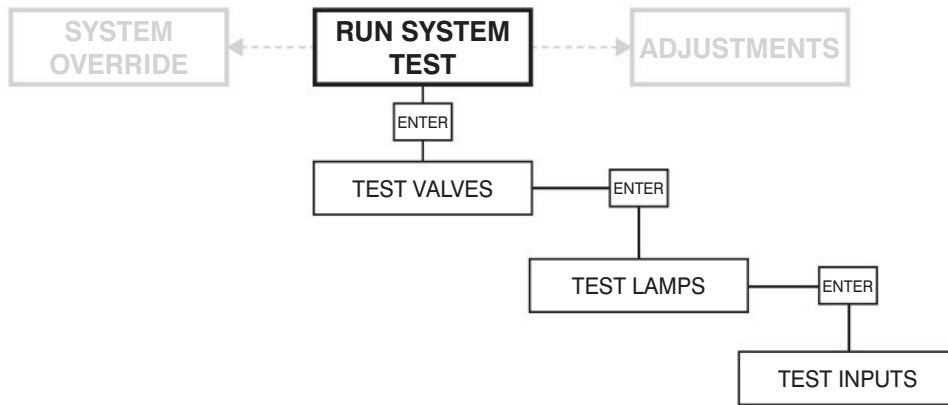 SYSTEM
OVERRIDE
RUN SYSTEM
TEST
ADJUSTMENTS
ENTER
TEST VALVES
ENTER
TEST LAMPS
ENTER
TEST INPUTS